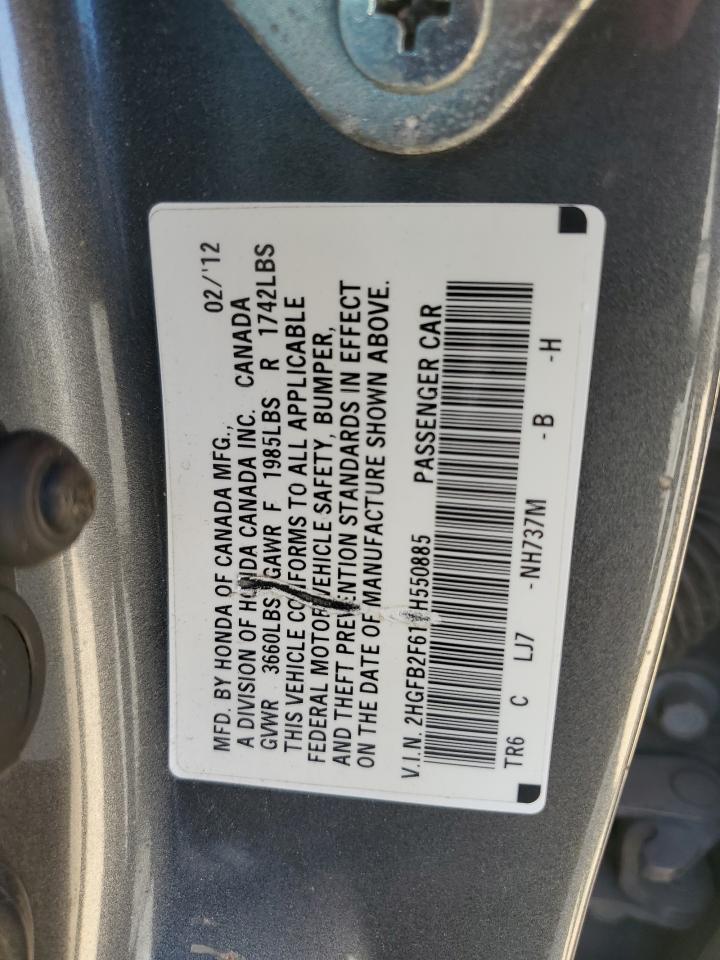 MFD. BY HONDA OF CANADA MFG., 02/'12
A DIVISION OF HONDA CANADA INC. CANADA
GVWR 3660LBS GAWR F 1985LBS R 1742LBS
THIS VEHICLE CONFORMS TO ALL APPLICABLE
FEDERAL MOTOR VEHICLE SAFETY, BUMPER,
AND THEFT PREVENTION STANDARDS IN EFFECT
ON THE DATE OF MANUFACTURE SHOWN ABOVE.
V.I.N. PASSENGER CAR
TR6 C LJ7 -NH737M -B -H